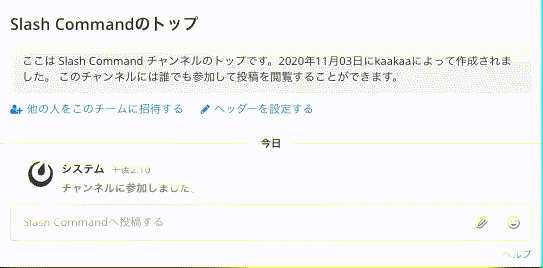 Slash Commandのトップ
ここは Slash Command チャンネルのトップです。2020年11月03日にkaakaaによって作成されま
した。 このチャンネルには誰でも参加して投稿を閲覧することができます。
他の人をこのチームに招待する ヘッダーを設定する
今日
システム 午後2:10
チャンネルに参加しました。
Slash Commandへ投稿する
ヘルプ